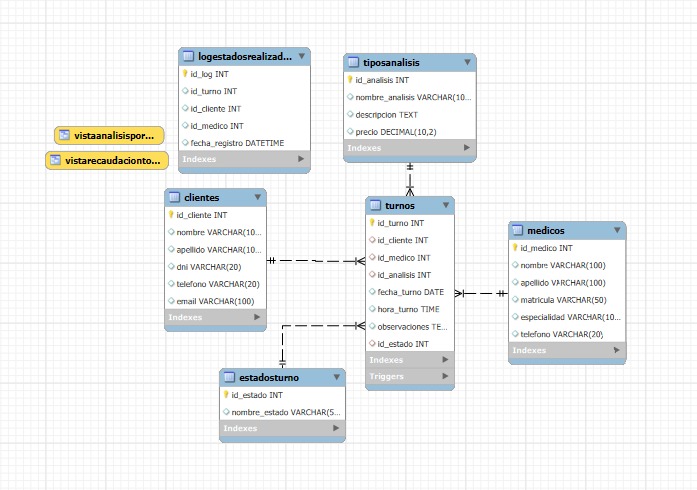 logestadosrealizad...
id_log INT
id_turno INT
id_cliente INT
id_medico INT
fecha_registro DATETIME
Indexes
tiposanalisis
id_analisis INT
nombre_analisis VARCHAR(10...
descripcion TEXT
precio DECIMAL(10,2)
Indexes
vistaanalisispor...
vistarecaudacionto...
clientes
id_cliente INT
nombre VARCHAR(10...
apellido VARCHAR(10...
dni VARCHAR(20)
telefono VARCHAR(20)
email VARCHAR(100)
Indexes
turnos
id_turno INT
id_cliente INT
id_medico INT
id_analisis INT
fecha_turno DATE
hora_turno TIME
observaciones TE...
id_estado INT
Indexes
Triggers
medicos
id_medico INT
nombre VARCHAR(100)
apellido VARCHAR(100)
matricula VARCHAR(50)
especialidad VARCHAR(10...
telefono VARCHAR(20)
Indexes
estadosturno
id_estado INT
nombre_estado VARCHAR(5...
Indexes